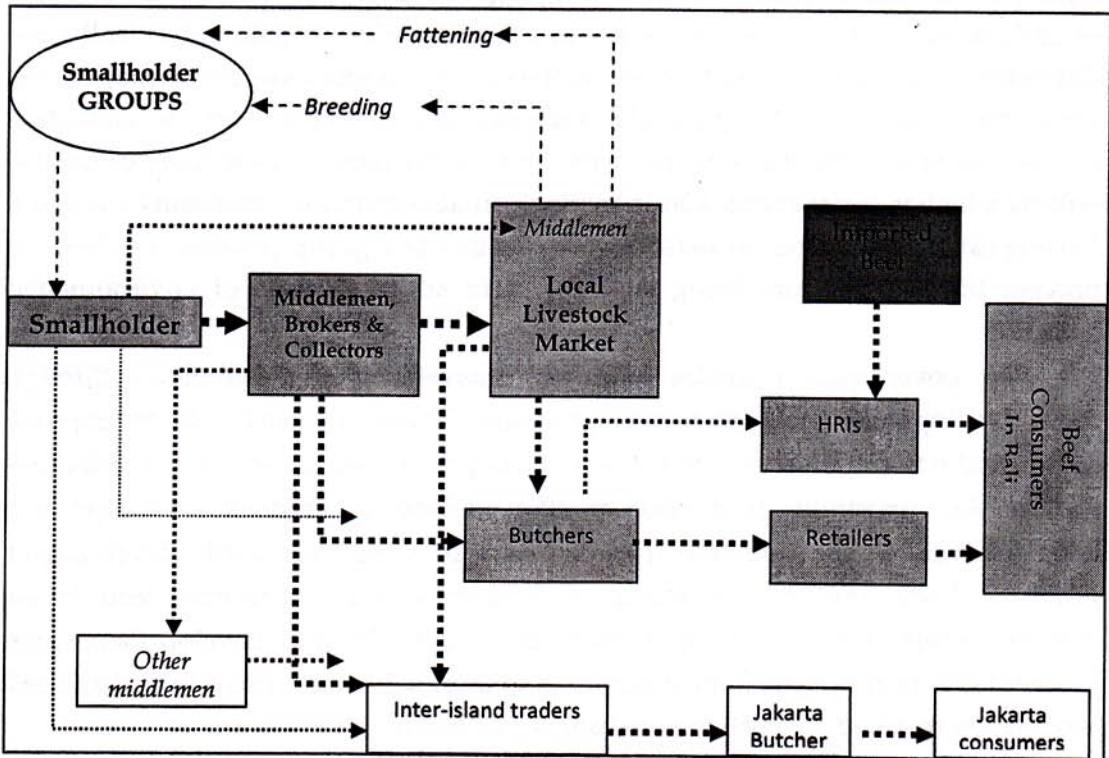 Fattening
Smallholder
GROUPS
Breeding
Middlemen
Imported
Beef
Middlemen,
Brokers &
Collectors
Local
Livestock
Market
Smallholder
HRIs
Beef
Consumers
In Bali
Butchers
Retailers
Other
middlemen
Inter-island traders
Jakarta
Butcher
Jakarta
consumers